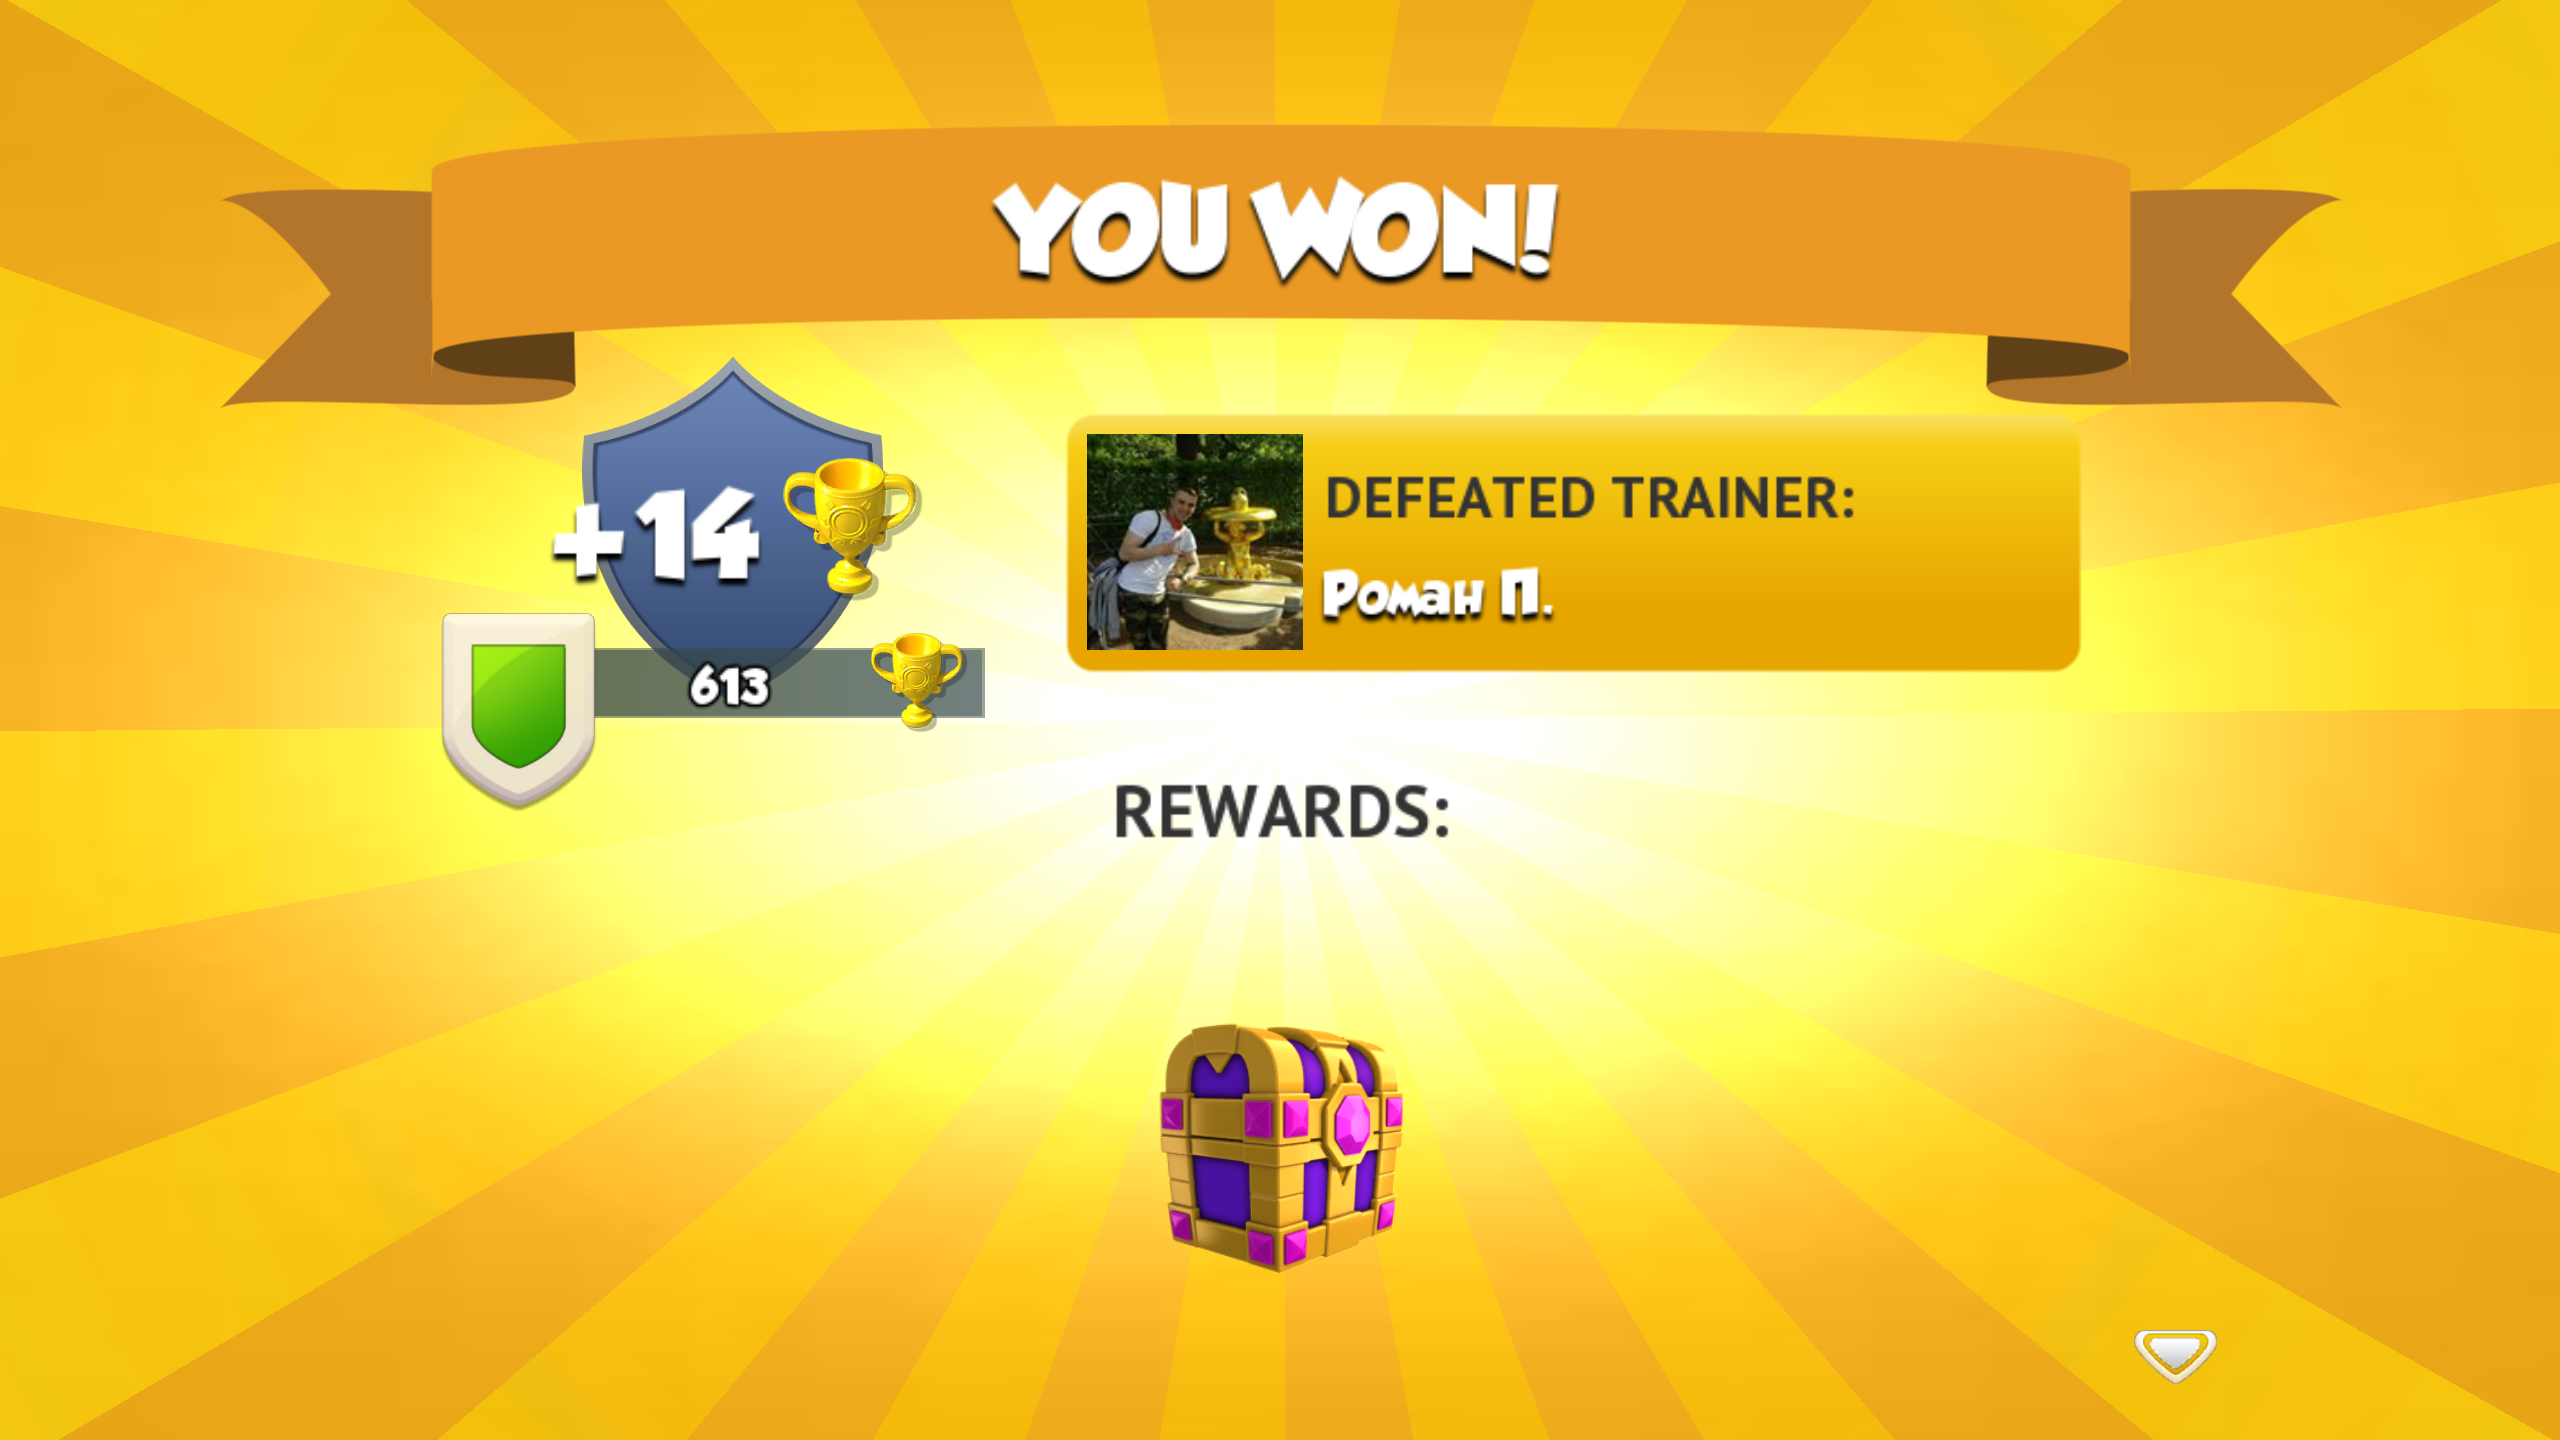 YOU WON!
+14
613
DEFEATED TRAINER:
Роман П.
REWARDS: